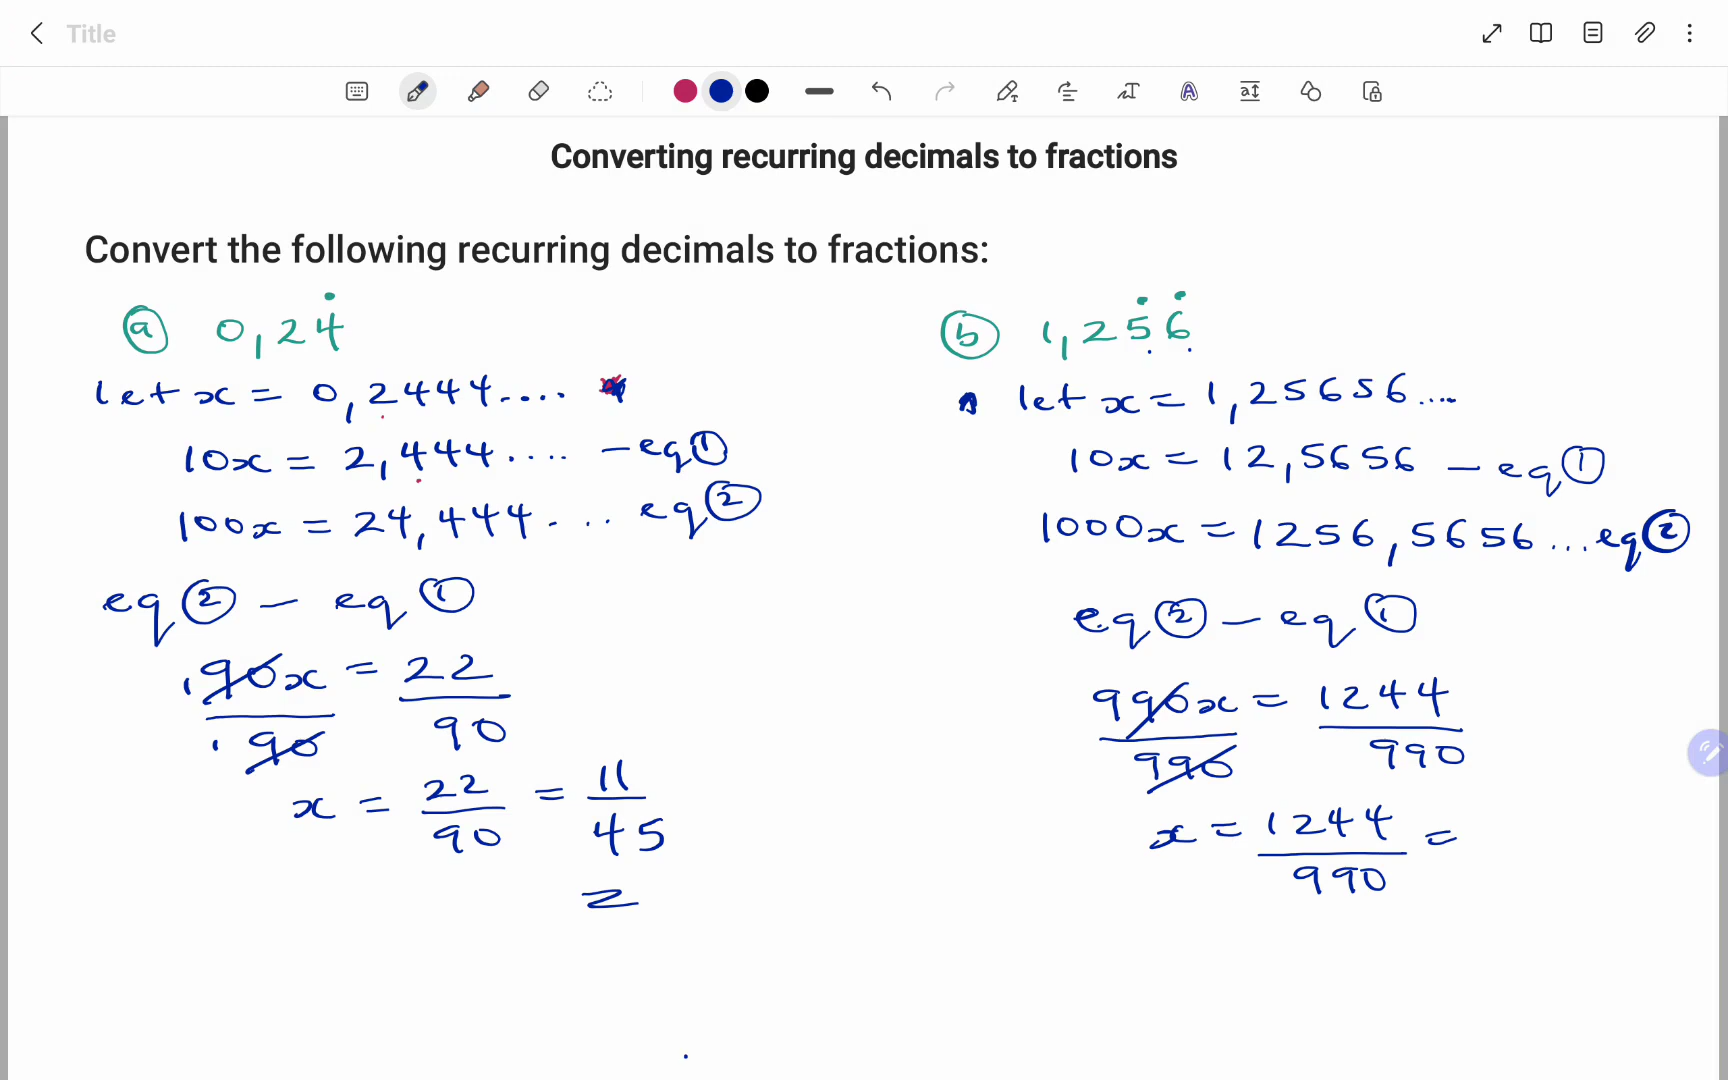 Title
Converting recurring decimals to fractions
Convert the following recurring decimals to fractions:
ⓐ 0,24̇
let x = 0,2444....
10x = 2,444.... – eq①
100x = 24,444.... eq②
eq② – eq①
90x/90 = 22/90
x = 22/90 = 11/45
ⓑ 1,25̇6̇
let x = 1,25656....
10x = 12,5656 – eq①
1000x = 1256,5656... eq②
eq② – eq①
990x/990 = 1244/990
x = 1244/990 =